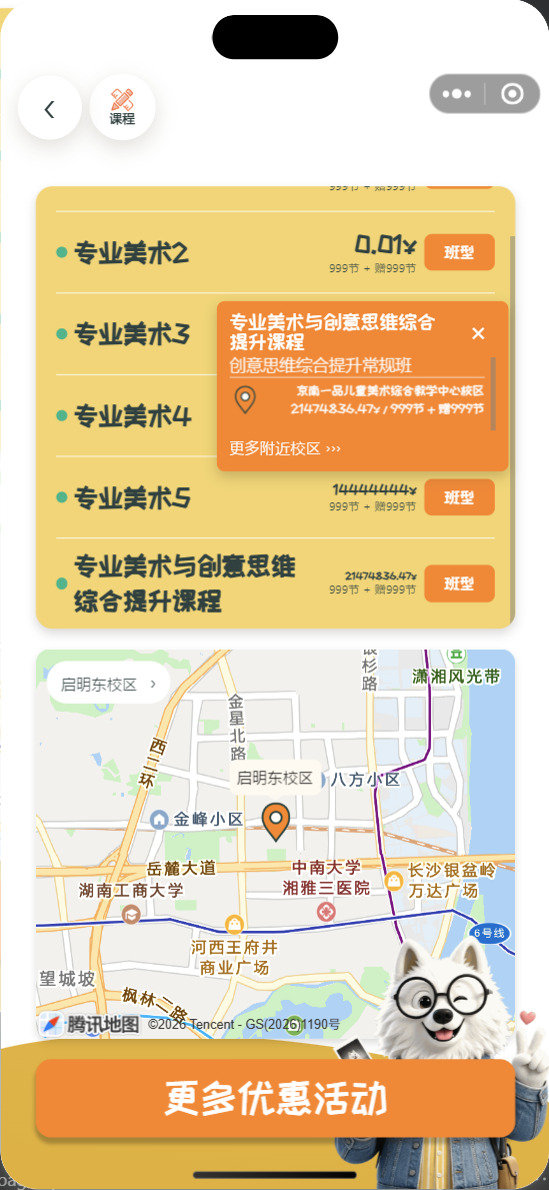 课程
999节 + 赠999节
专业美术2
0.01¥
999节 + 赠999节
班型
专业美术3
专业美术与创意思维综合
提升课程
×
创意思维综合提升常规班
京南一品儿童美术综合教学中心校区
21474836.47¥ / 999节 + 赠999节
更多附近校区 >>>
专业美术4
专业美术5
14444444¥
999节 + 赠999节
班型
专业美术与创意思维
综合提升课程
21474836.47¥
999节 + 赠999节
班型
启明东校区 >
银杉路
潇湘风光带
金星北路
西二环
启明东校区
八方小区
金峰小区
岳麓大道
中南大学
湘雅三医院
长沙银盆岭
万达广场
湖南工商大学
6号线
河西王府井
商业广场
望城坡
枫林二路
腾讯地图
©2026 Tencent - GS(2026)1190号
更多优惠活动